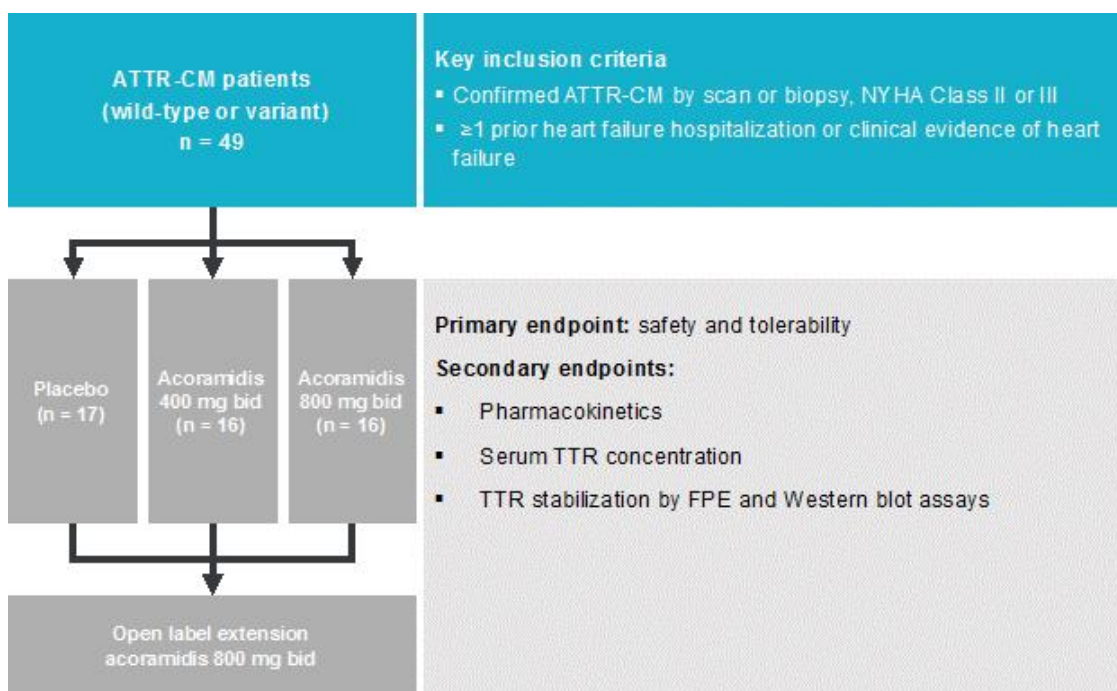 ATTR-CM patients
(wild-type or variant)
n = 49
Key inclusion criteria
▪ Confirmed ATTR-CM by scan or biopsy, NYHA Class II or III
▪ ≥1 prior heart failure hospitalization or clinical evidence of heart
failure
Placebo
(n = 17)
Acoramidis
400 mg bid
(n = 16)
Acoramidis
800 mg bid
(n = 16)
Primary endpoint: safety and tolerability
Secondary endpoints:
▪ Pharmacokinetics
▪ Serum TTR concentration
▪ TTR stabilization by FPE and Western blot assays
Open label extension
acoramidis 800 mg bid